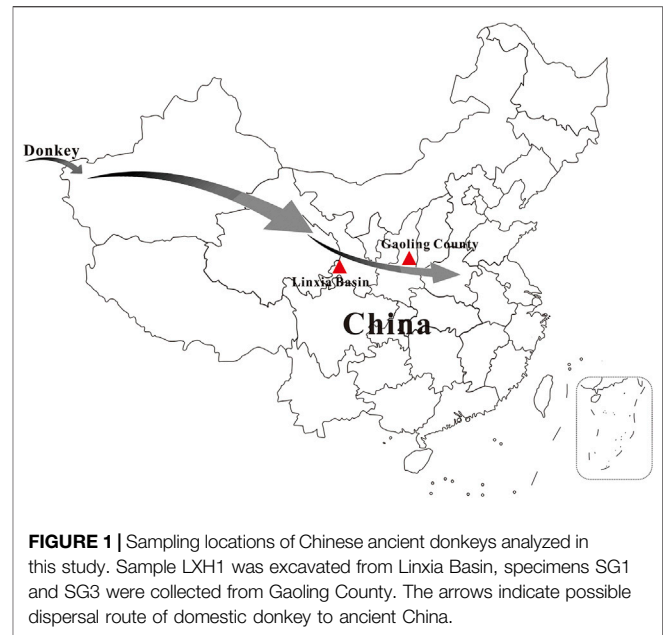 Donkey
Gaoling County
Linxia Basin
China
FIGURE 1 | Sampling locations of Chinese ancient donkeys analyzed in
this study. Sample LXH1 was excavated from Linxia Basin, specimens SG1
and SG3 were collected from Gaoling County. The arrows indicate possible
dispersal route of domestic donkey to ancient China.